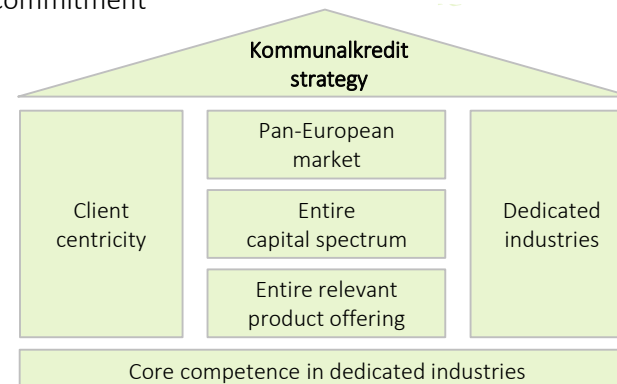 commitment
Kommunalkredit
strategy
Pan-European
market
Client
centricity
Entire
capital spectrum
Dedicated
industries
Entire relevant
product offering
Core competence in dedicated industries